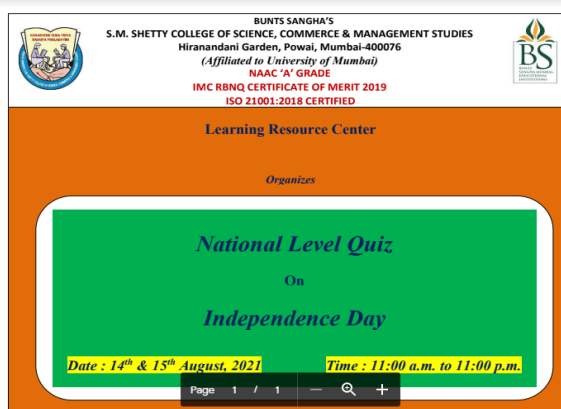 BUNTS SANGHA'S
S.M. SHETTY COLLEGE OF SCIENCE, COMMERCE & MANAGEMENT STUDIES
Hiranandani Garden, Powai, Mumbai-400076
(Affiliated to University of Mumbai)
NAAC 'A' GRADE
IMC RBNQ CERTIFICATE OF MERIT 2019
ISO 21001:2018 CERTIFIED
BS
Learning Resource Center
Organizes
National Level Quiz
On
Independence Day
Date : 14th & 15th August, 2021 Time : 11:00 a.m. to 11:00 p.m.
Page 1 / 1